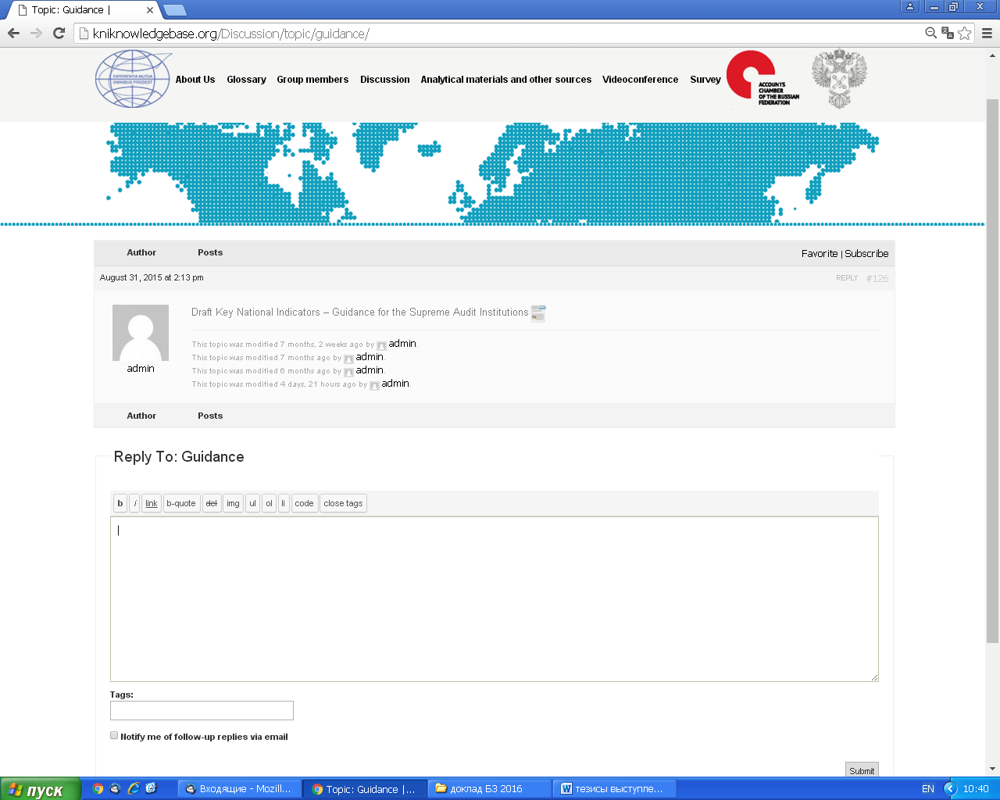 Topic: Guidance |
kniknowledgebase.org/Discussion/topic/guidance/
EXPERIENTIA MUTUA
OMNIBUS PRODEST
About Us Glossary Group members Discussion Analytical materials and other sources Videoconference Survey
ACCOUNTS
CHAMBER
OF THE RUSSIAN
FEDERATION
Author Posts Favorite | Subscribe
August 31, 2015 at 2:13 pm REPLY #126
Draft Key National Indicators – Guidance for the Supreme Audit Institutions
This topic was modified 7 months, 2 weeks ago by admin.
This topic was modified 7 months ago by admin.
This topic was modified 6 months ago by admin.
This topic was modified 4 days, 21 hours ago by admin.
admin
Author Posts
Reply To: Guidance
b i link b-quote del img ul ol li code close tags
Tags:
Notify me of follow-up replies via email
Submit
пуск Входящие - Mozill... Topic: Guidance |... доклад БЗ 2016 тезисы выступле... EN 10:40